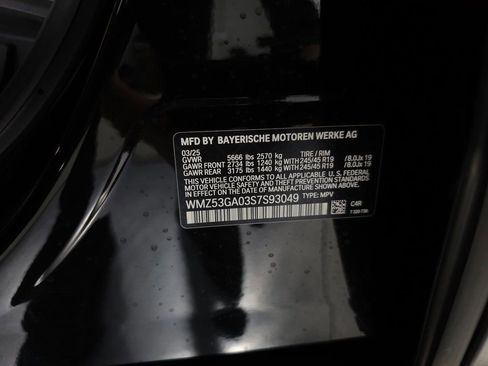 MFD BY BAYERISCHE MOTOREN WERKE AG
03/25 TIRE / RIM
GVWR 5666 lbs 2570 kg
GAWR FRONT 2734 lbs 1240 kg WITH 245/45 R19 / 8.0Jx 19
GAWR REAR 3175 lbs 1440 kg WITH 245/45 R19 / 8.0Jx 19
THIS VEHICLE CONFORMS TO ALL APPLICABLE U.S. FEDERAL
MOTOR VEHICLE SAFETY AND THEFT PREVENTION
STANDARDS IN EFFECT ON THE DATE OF MANUFACTURE
SHOWN ABOVE.
WMZ53GA03S7S93049 TYPE: MPV
C4R